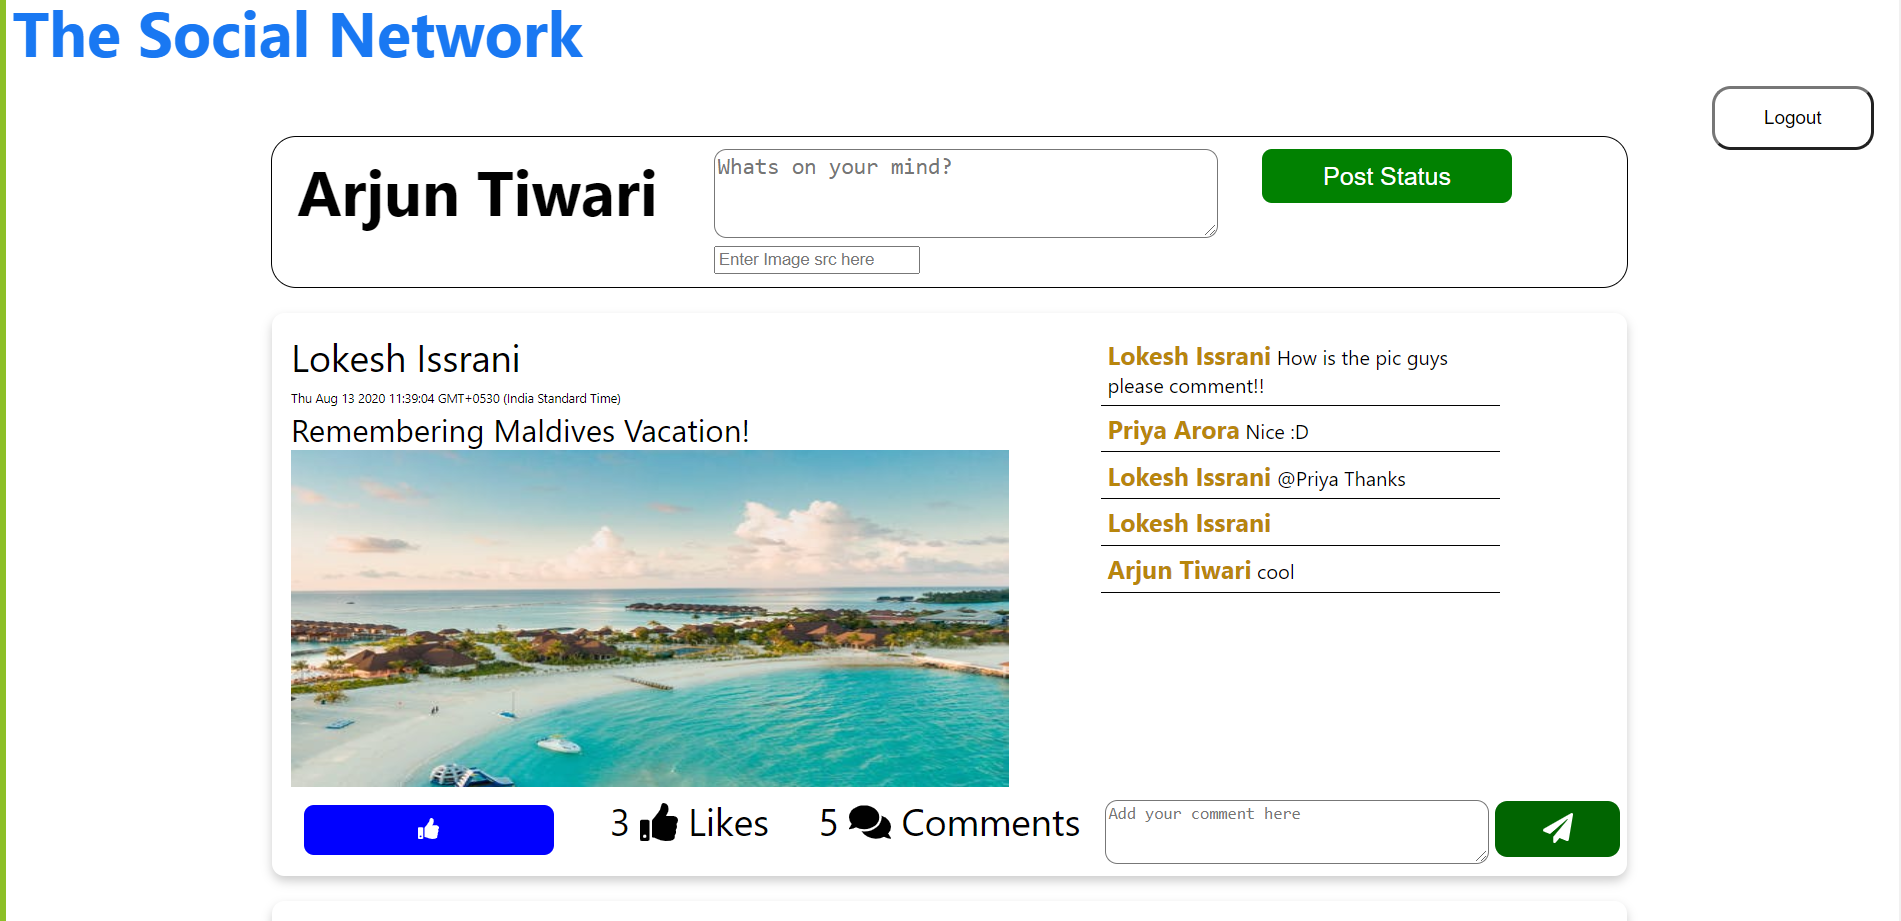 The Social Network
Logout
Arjun Tiwari
Whats on your mind?
Post Status
Enter Image src here
Lokesh Issrani
Thu Aug 13 2020 11:39:04 GMT+0530 (India Standard Time)
Remembering Maldives Vacation!
Lokesh Issrani How is the pic guys
please comment!!
Priya Arora Nice :D
Lokesh Issrani @Priya Thanks
Lokesh Issrani
Arjun Tiwari cool
3 Likes
5 Comments
Add your comment here